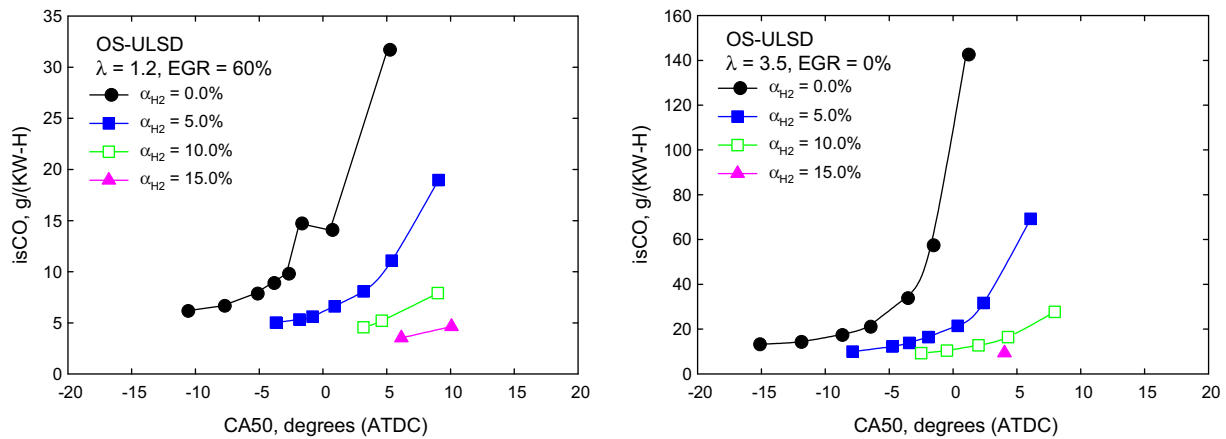 OS-ULSD
λ = 1.2, EGR = 60%
α_H2 = 0.0%
α_H2 = 5.0%
α_H2 = 10.0%
α_H2 = 15.0%
isCO, g/(KW-H)
35
30
25
20
15
10
5
0
-20 -15 -10 -5 0 5 10 15 20
CA50, degrees (ATDC)
OS-ULSD
λ = 3.5, EGR = 0%
α_H2 = 0.0%
α_H2 = 5.0%
α_H2 = 10.0%
α_H2 = 15.0%
isCO, g/(KW-H)
160
140
120
100
80
60
40
20
0
-20 -15 -10 -5 0 5 10 15 20
CA50, degrees (ATDC)